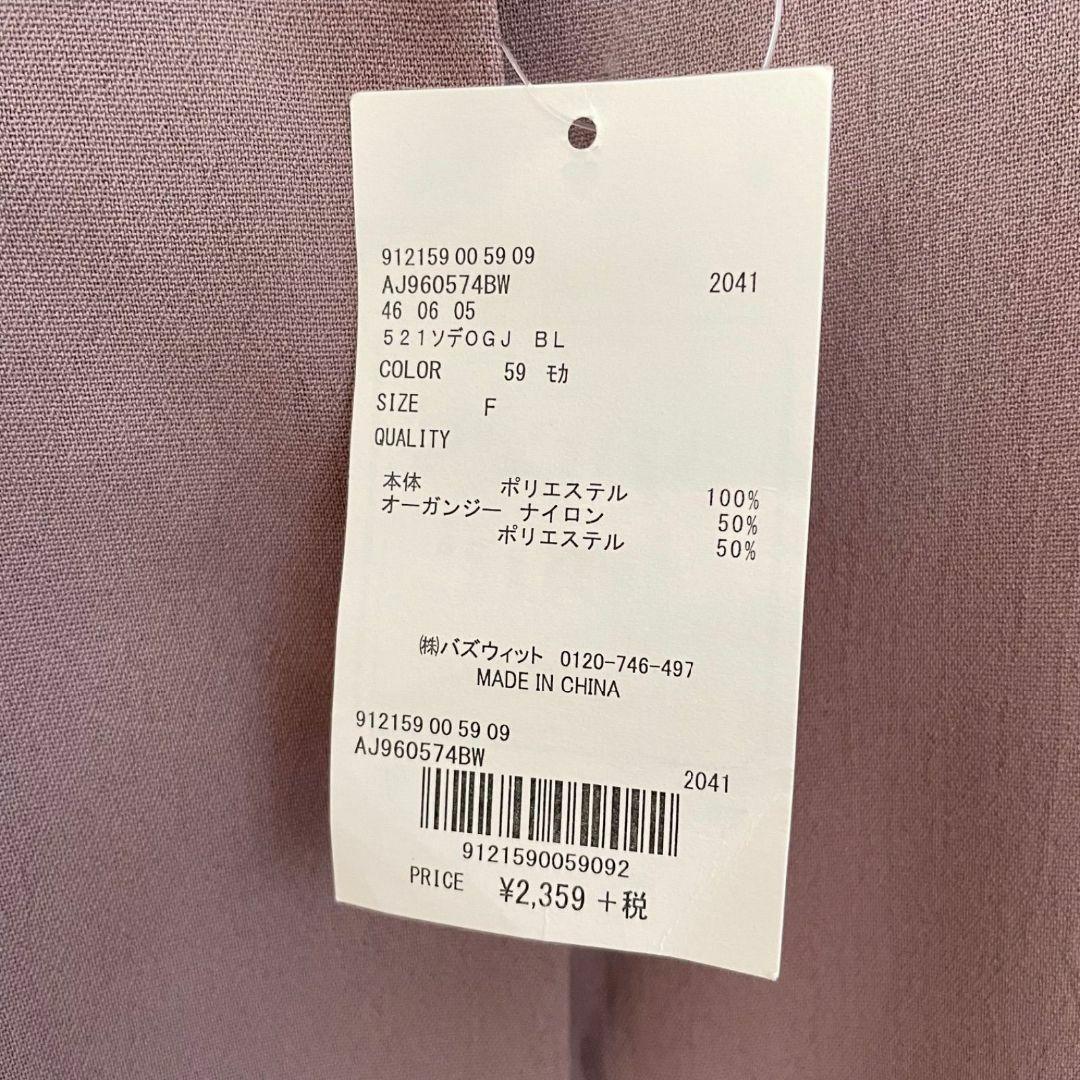 912159 00 59 09
AJ960574BW 2041
46 06 05
521ソデOGJ BL
COLOR 59 ﾓｶ
SIZE F
QUALITY
本体 ポリエステル 100%
オーガンジー ナイロン 50%
ポリエステル 50%
㈱バズウィット 0120-746-497
MADE IN CHINA
912159 00 59 09
AJ960574BW 2041
9121590059092
PRICE ¥2,359 +税